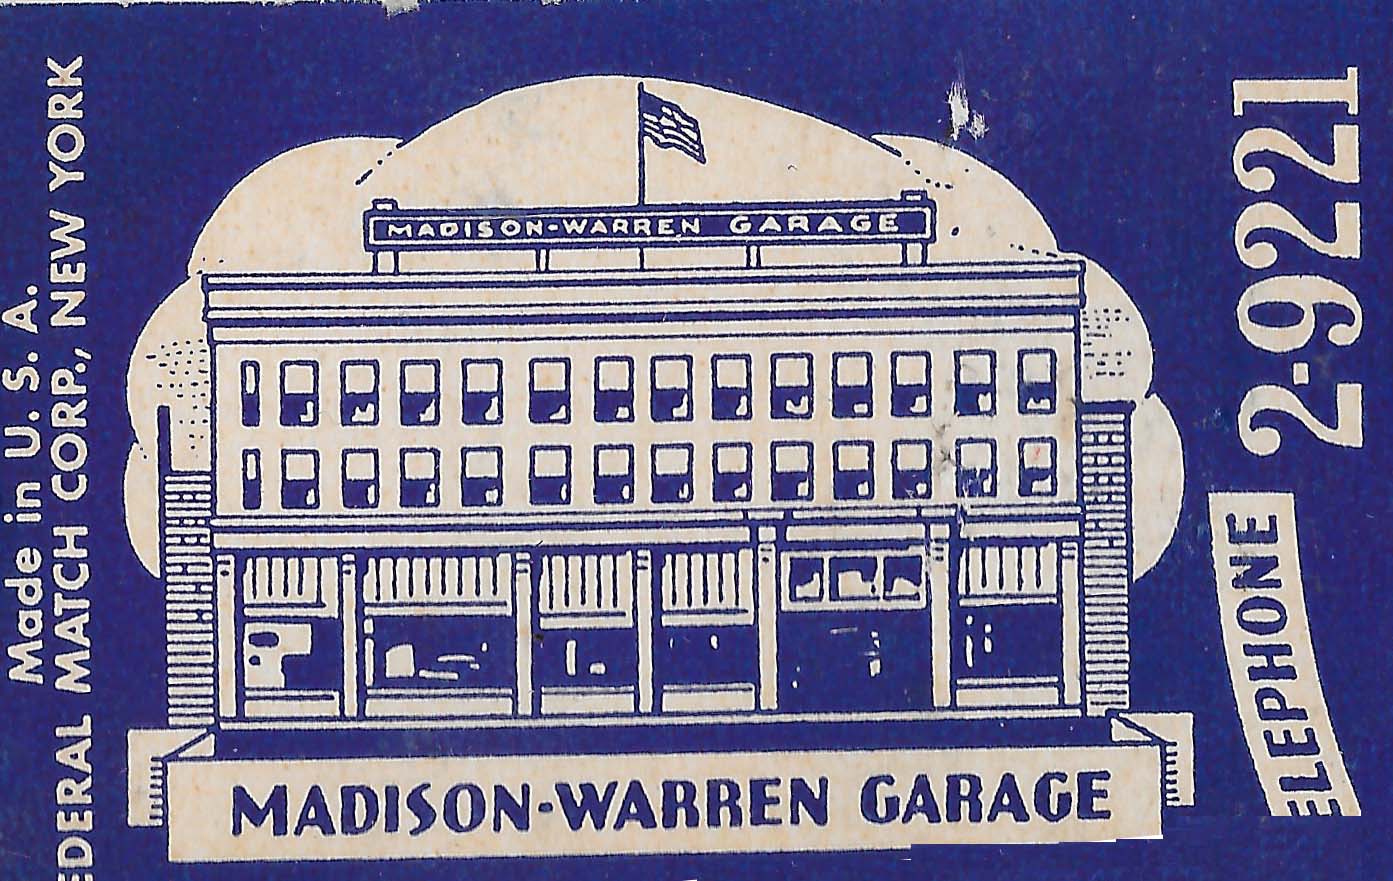 Made in U. S. A.
EDERAL MATCH CORP., NEW YORK
MADISON-WARREN GARAGE
MADISON-WARREN GARAGE
ELEPHONE
2-9221